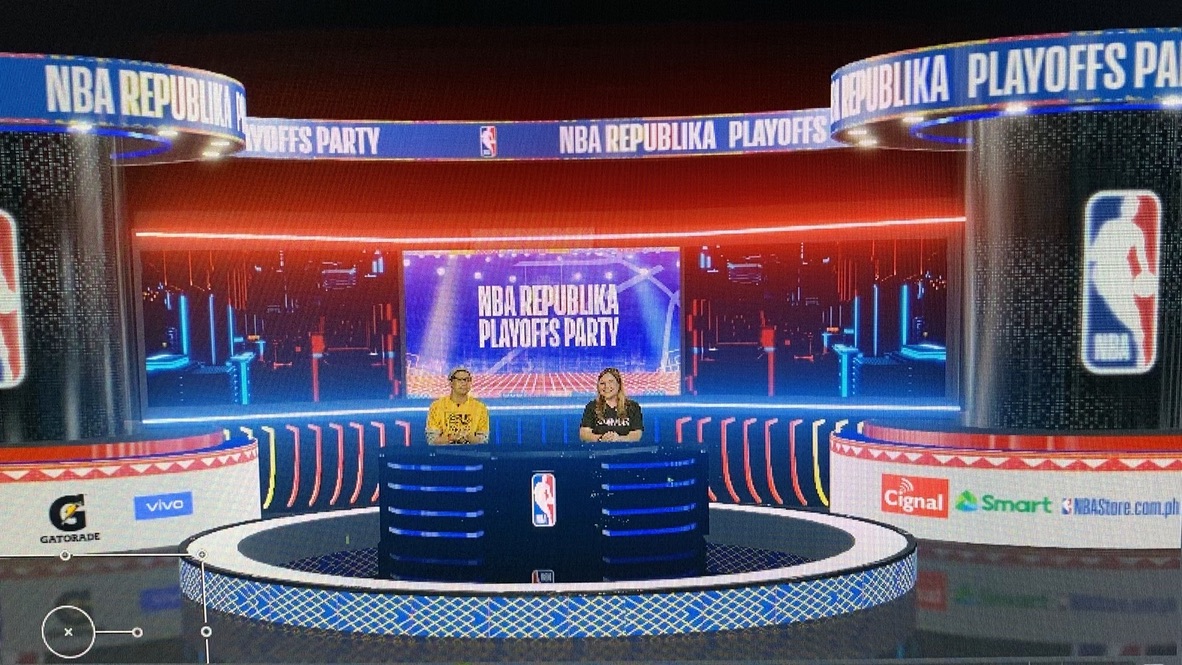 NBA REPUBLIKA P
YOFFS PARTY
NBA REPUBLIKA PLAYOFFS
REPUBLIKA PLAYOFFS PA
NBA REPUBLIKA
PLAYOFFS PARTY
NBA
G
GATORADE
vivo
Cignal
Smart
NBAStore.com.ph